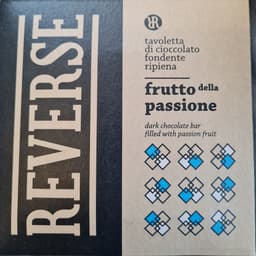 REVERSE
tavoletta
di cioccolato
fondente
ripiena
frutto della
passione
dark chocolate bar
filled with passion fruit